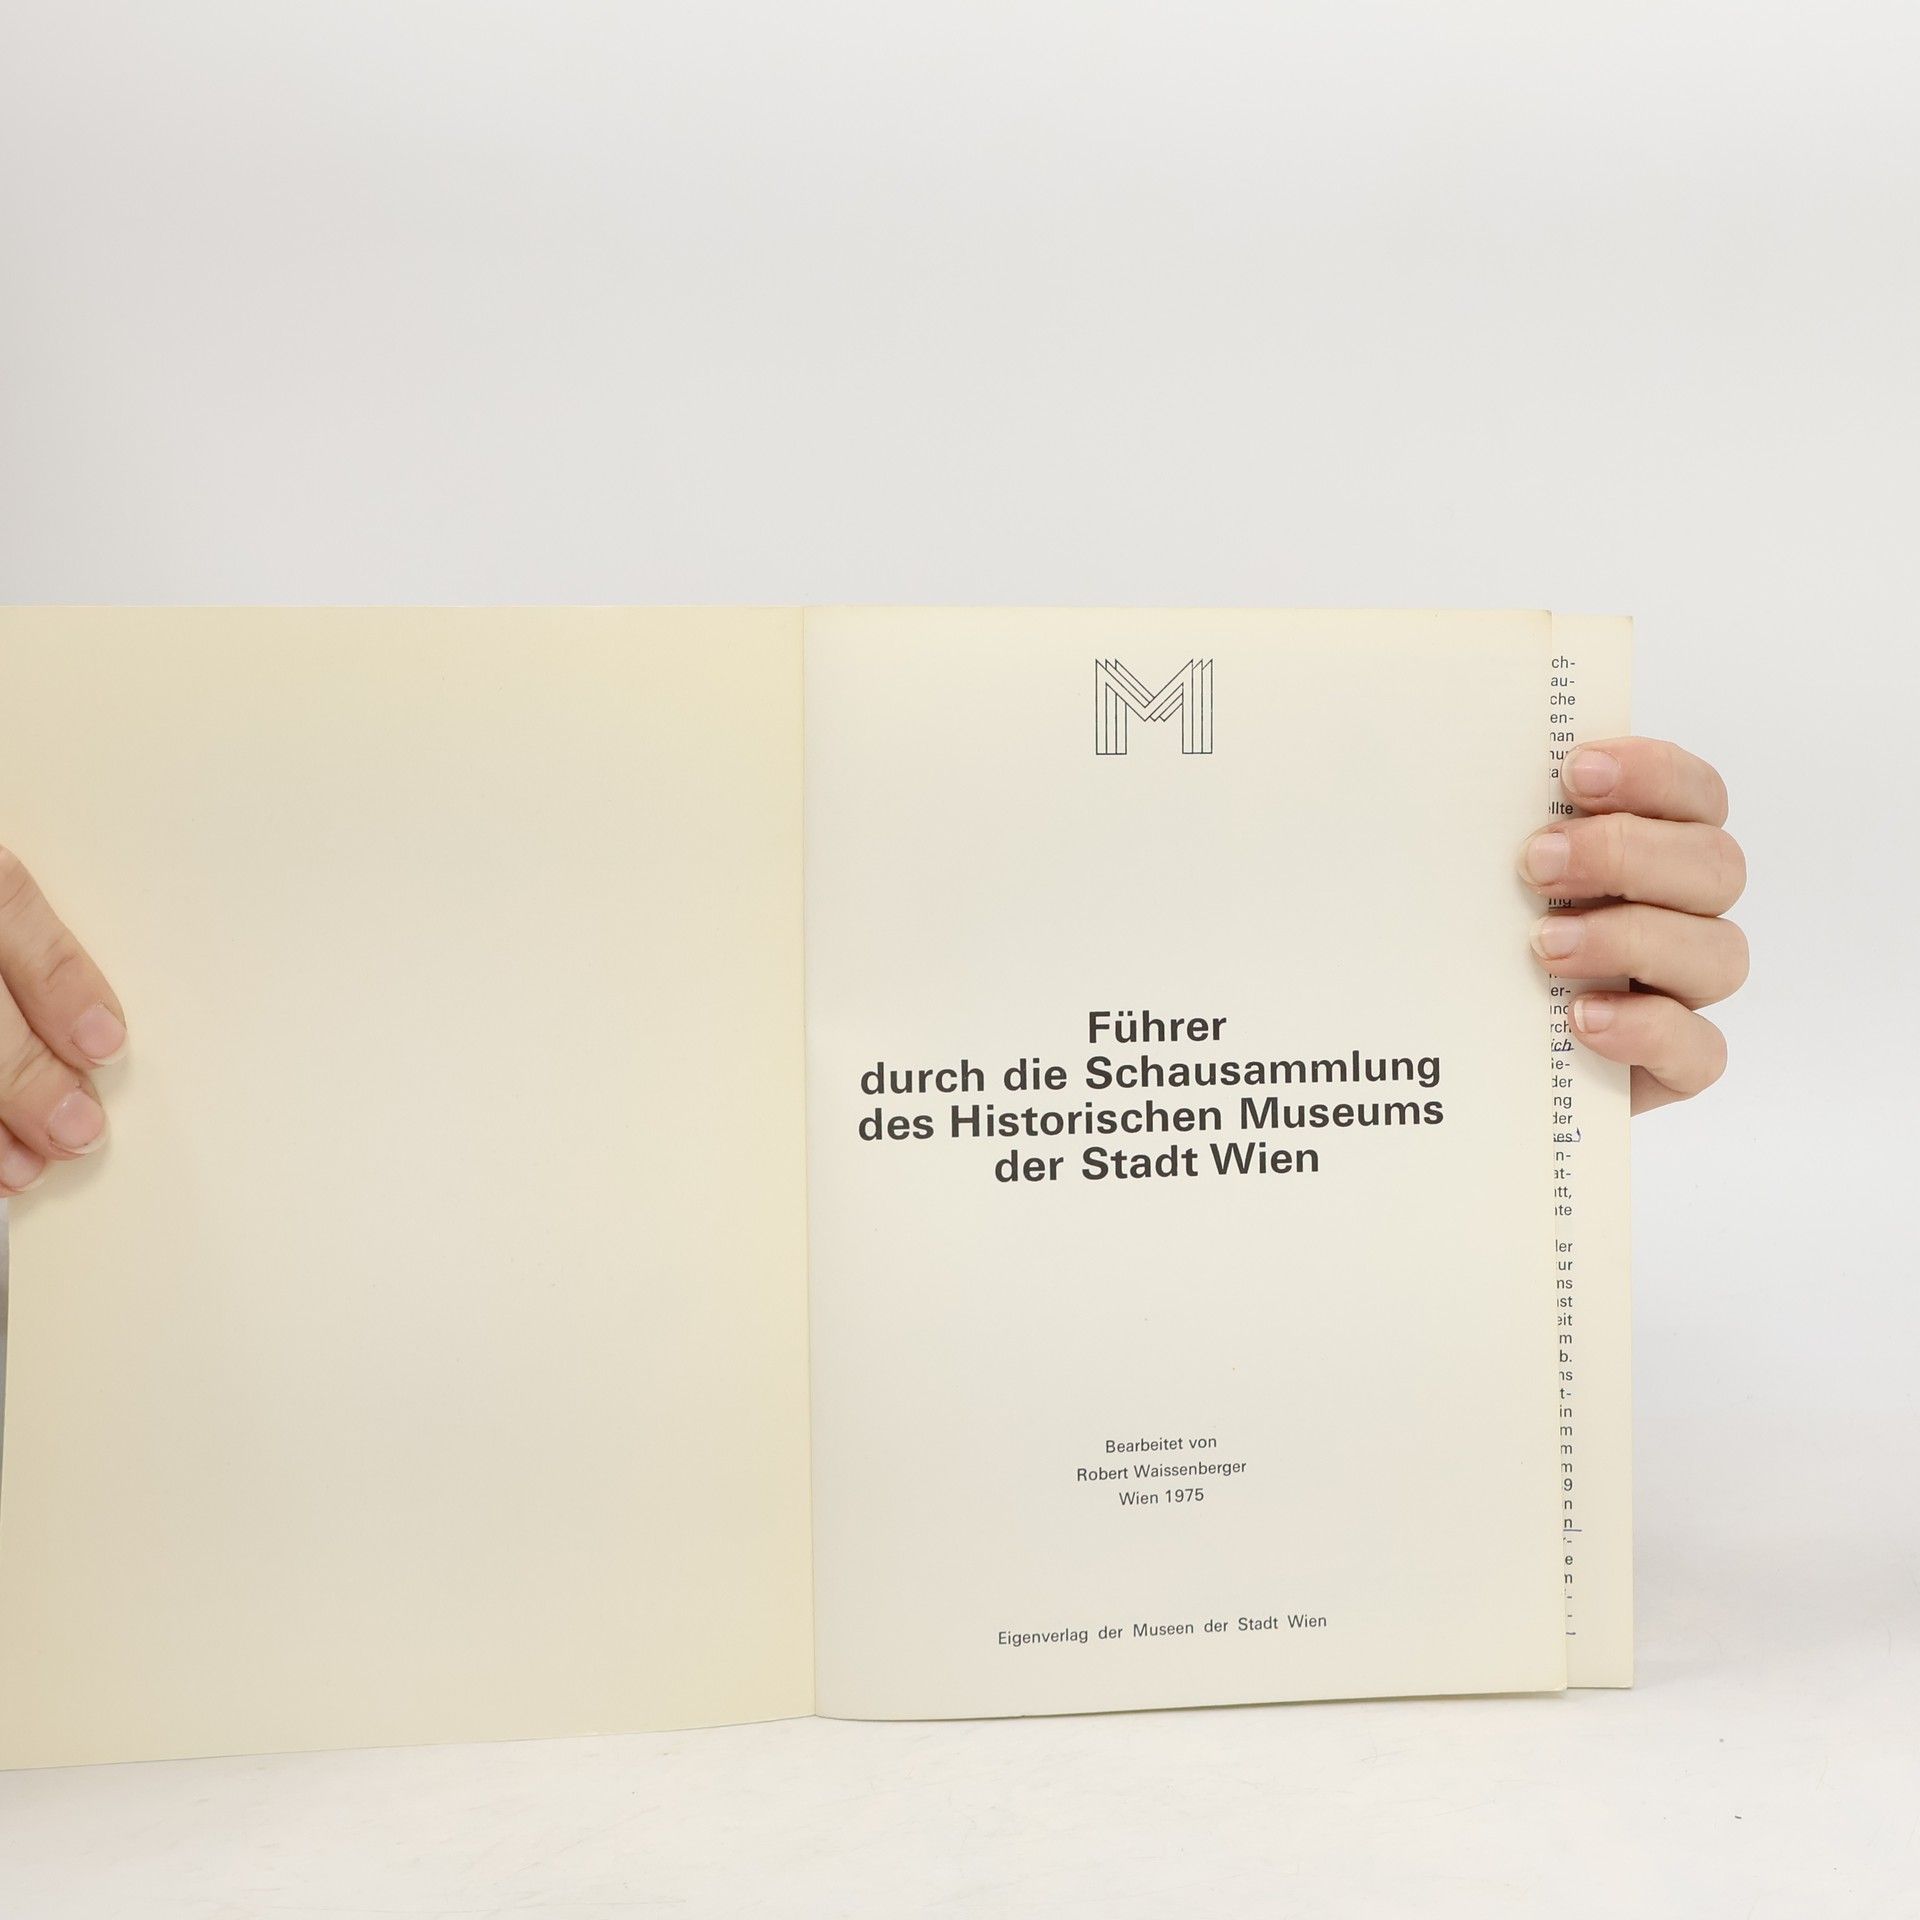 M
Führer
durch die Schausammlung
des Historischen Museums
der Stadt Wien
Bearbeitet von
Robert Waissenberger
Wien 1975
Eigenverlag der Museen der Stadt Wien